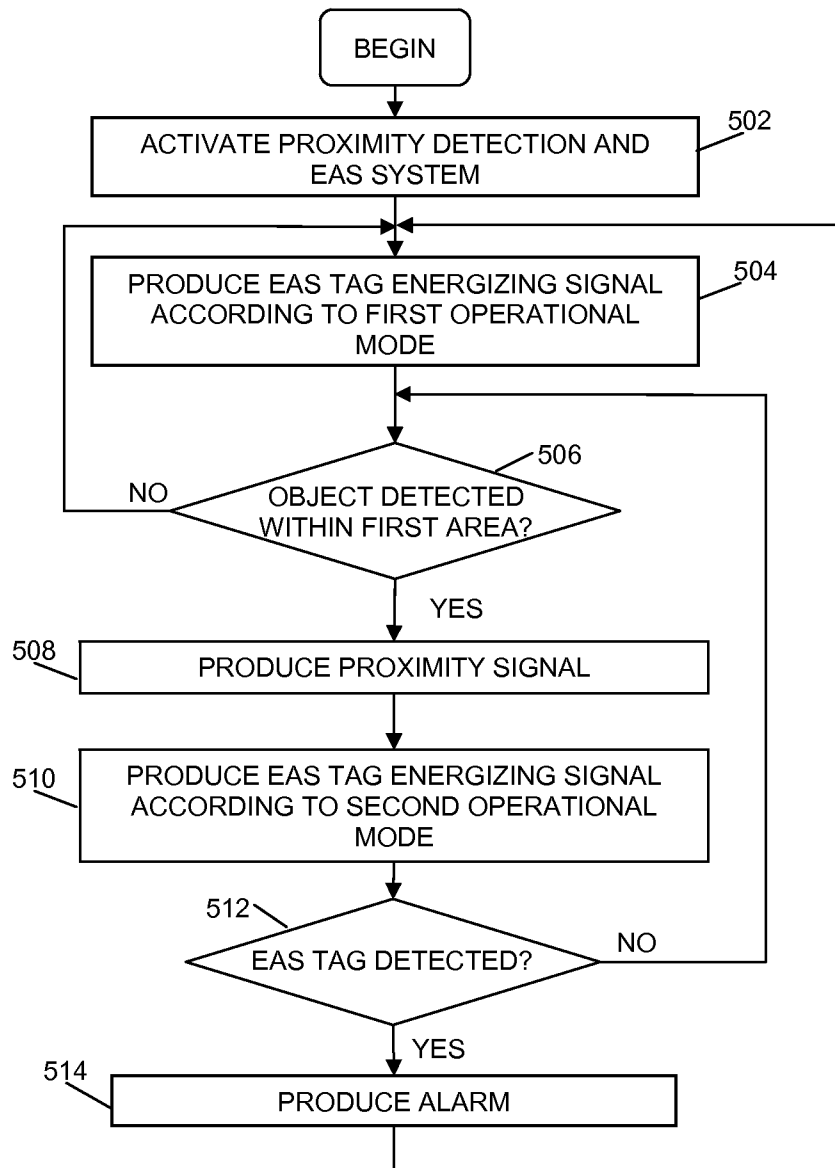 BEGIN
ACTIVATE PROXIMITY DETECTION AND
EAS SYSTEM
502
PRODUCE EAS TAG ENERGIZING SIGNAL
ACCORDING TO FIRST OPERATIONAL
MODE
504
506
NO
OBJECT DETECTED
WITHIN FIRST AREA?
YES
508
PRODUCE PROXIMITY SIGNAL
510
PRODUCE EAS TAG ENERGIZING SIGNAL
ACCORDING TO SECOND OPERATIONAL
MODE
512
EAS TAG DETECTED?
NO
YES
514
PRODUCE ALARM